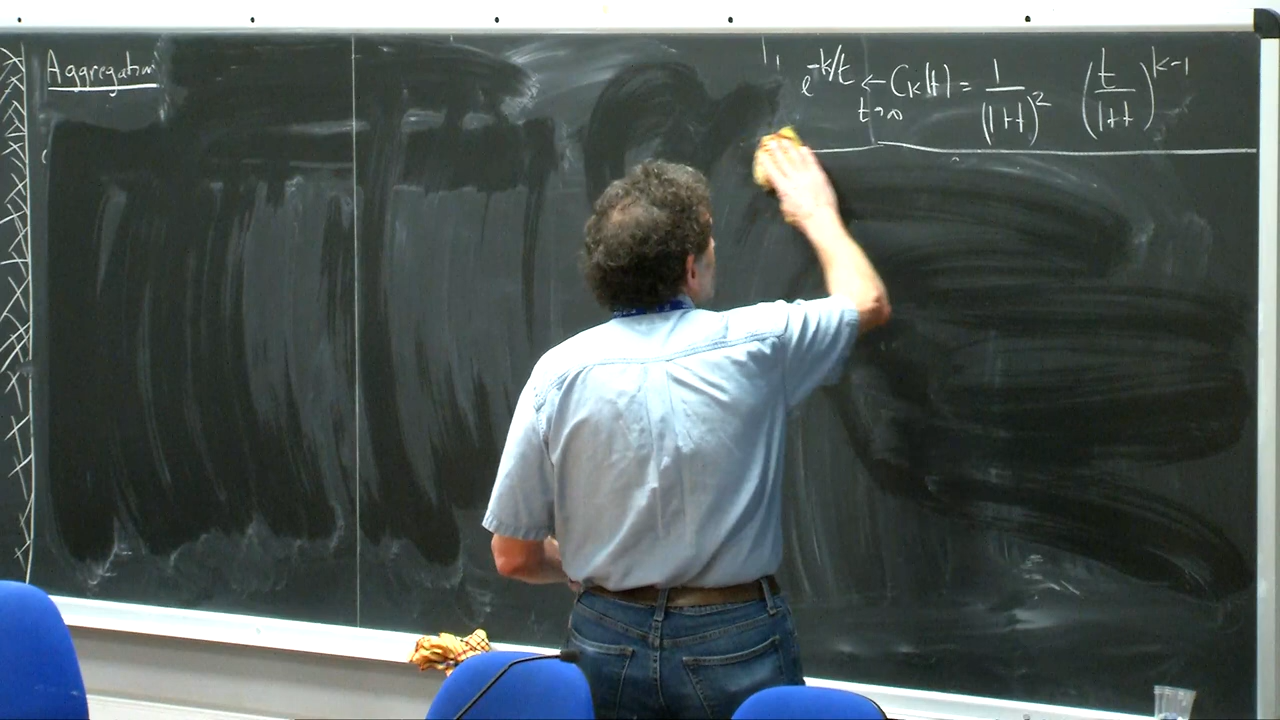 Aggregation
e^{-k/t} ← C_k(t) = 1/(1+t)^2 (t/(1+t))^{k-1}
t→∞